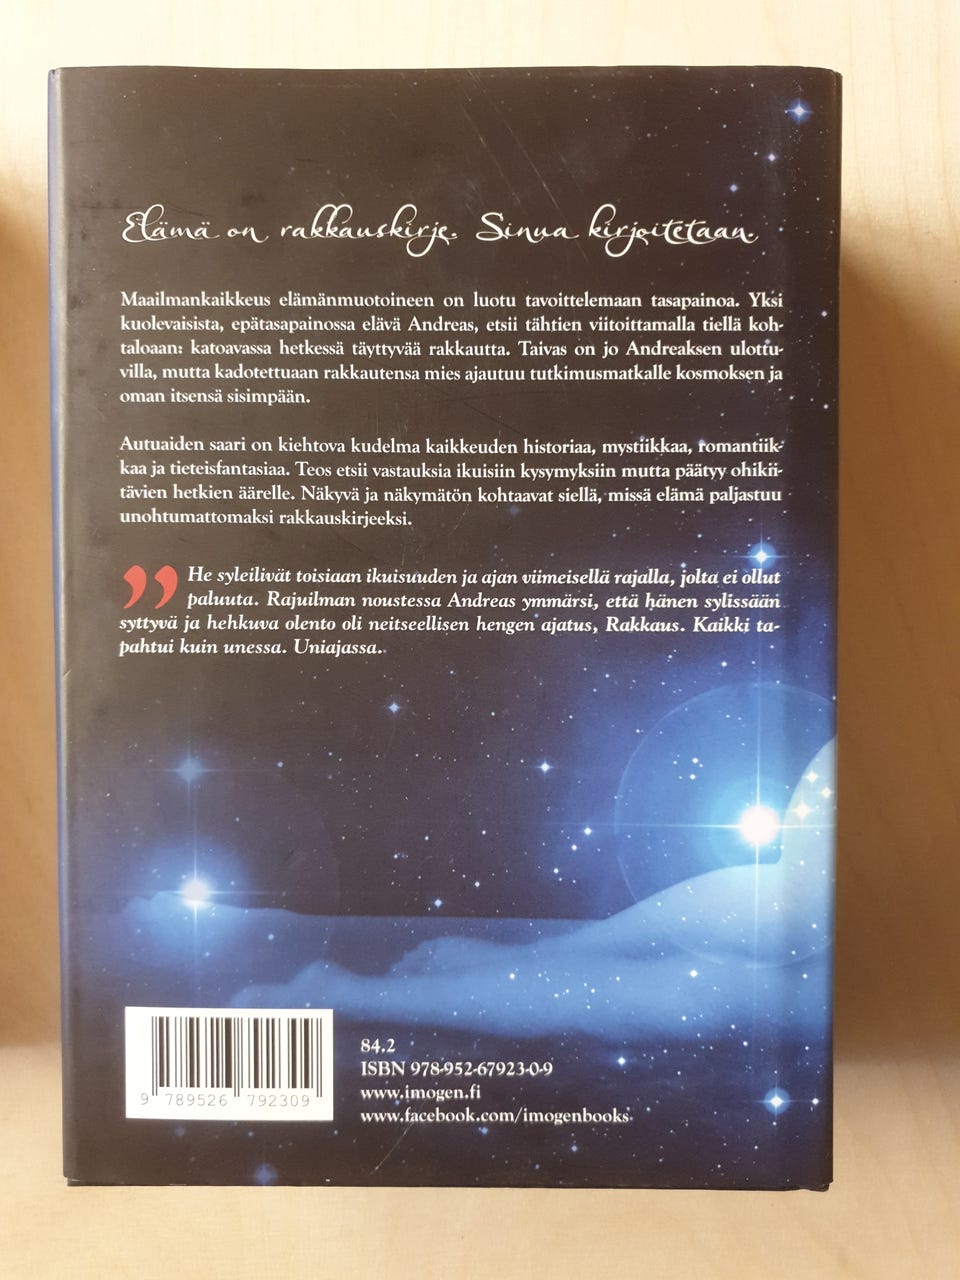 Elämä on rakkauskirje. Sinua kirjoitetaan.
Maailmankaikkeus elämänmuotoineen on luotu tavoittelemaan tasapainoa. Yksi
kuolevaisista, epätasapainossa elävä Andreas, etsii tähtien viitoittamalla tiellä koh-
taloaan: katoavassa hetkessä täyttyvää rakkautta. Taivas on jo Andreaksen ulottu-
villa, mutta kadotettuaan rakkautensa mies ajautuu tutkimusmatkalle kosmoksen ja
oman itsensä sisimpään.
Autuaiden saari on kiehtova kudelma kaikkeuden historiaa, mystiikkaa, romantiik-
kaa ja tieteisfantasiaa. Teos etsii vastauksia ikuisiin kysymyksiin mutta päätyy ohikii-
tävien hetkien äärelle. Näkyvä ja näkymätön kohtaavat siellä, missä elämä paljastuu
unohtumattomaksi rakkauskirjeeksi.
” He syleilivät toisiaan ikuisuuden ja ajan viimeisellä rajalla, jolta ei ollut
paluuta. Rajuilman noustessa Andreas ymmärsi, että hänen sylissään
syttyvä ja hehkuva olento oli neitseellisen hengen ajatus, Rakkaus. Kaikki ta-
pahtui kuin unessa. Uniajassa.
84.2
ISBN 978-952-67923-0-9
www.imogen.fi
www.facebook.com/imogenbooks
9 789526 792309